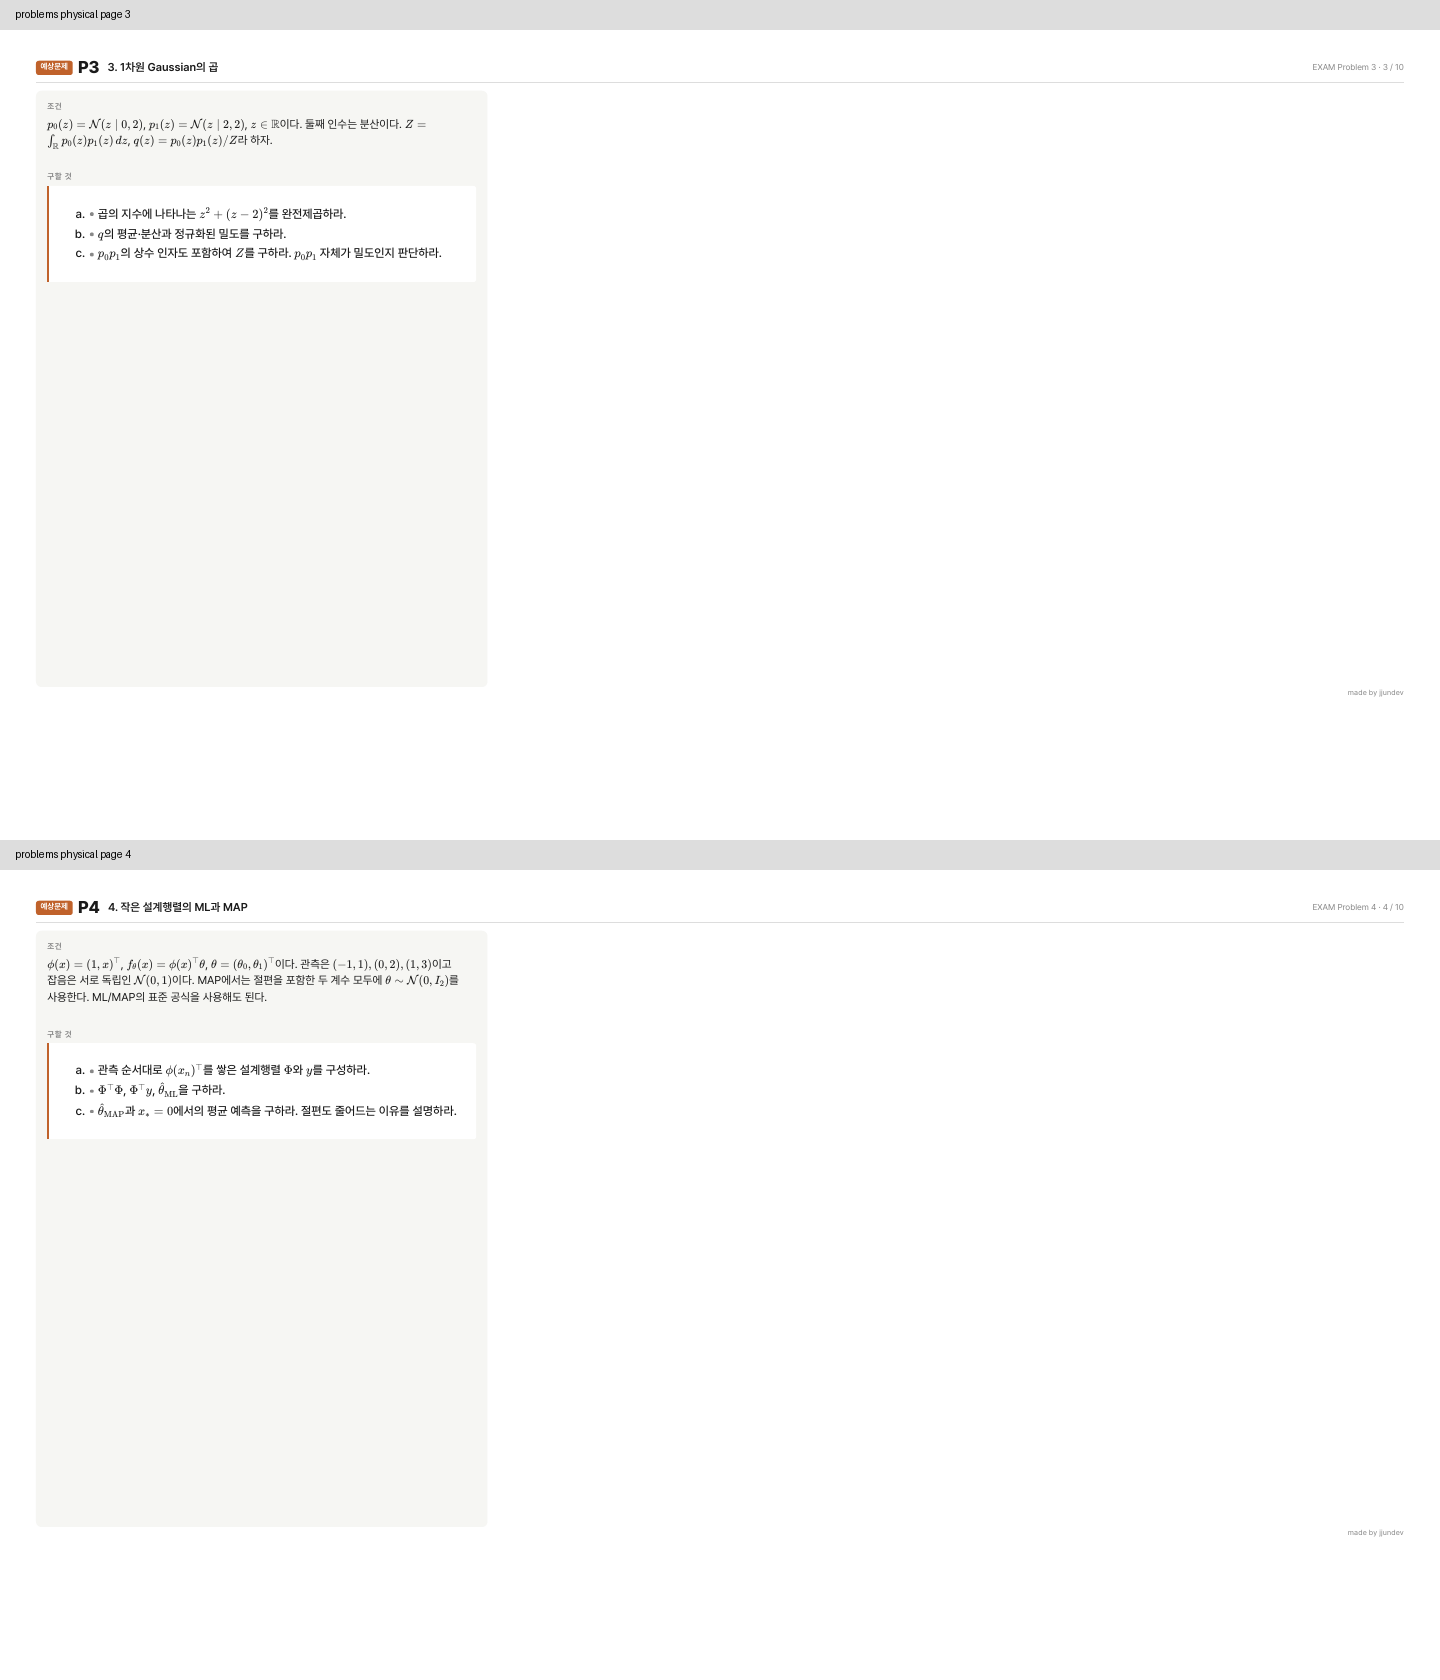 problems physical page 3
예상문제 P3 3. 1차원 Gaussian의 곱
EXAM Problem 3 · 3 / 10
조건
p₀(z) = 𝒩(z | 0, 2), p₁(z) = 𝒩(z | 2, 2), z ∈ ℝ이다. 둘째 인수는 분산이다. Z =
∫_ℝ p₀(z)p₁(z) dz, q(z) = p₀(z)p₁(z)/Z라 하자.
구할 것
a. • 곱의 지수에 나타나는 z² + (z − 2)²를 완전제곱하라.
b. • q의 평균·분산과 정규화된 밀도를 구하라.
c. • p₀p₁의 상수 인자도 포함하여 Z를 구하라. p₀p₁ 자체가 밀도인지 판단하라.
made by jjundev
problems physical page 4
예상문제 P4 4. 작은 설계행렬의 ML과 MAP
EXAM Problem 4 · 4 / 10
조건
ϕ(x) = (1, x)^⊤, f_θ(x) = ϕ(x)^⊤θ, θ = (θ₀, θ₁)^⊤이다. 관측은 (−1, 1), (0, 2), (1, 3)이고
잡음은 서로 독립인 𝒩(0, 1)이다. MAP에서는 절편을 포함한 두 계수 모두에 θ ∼ 𝒩(0, I₂)를
사용한다. ML/MAP의 표준 공식을 사용해도 된다.
구할 것
a. • 관측 순서대로 ϕ(xₙ)^⊤를 쌓은 설계행렬 Φ와 y를 구성하라.
b. • Φ^⊤Φ, Φ^⊤y, θ̂_ML을 구하라.
c. • θ̂_MAP과 x_* = 0에서의 평균 예측을 구하라. 절편도 줄어드는 이유를 설명하라.
made by jjundev